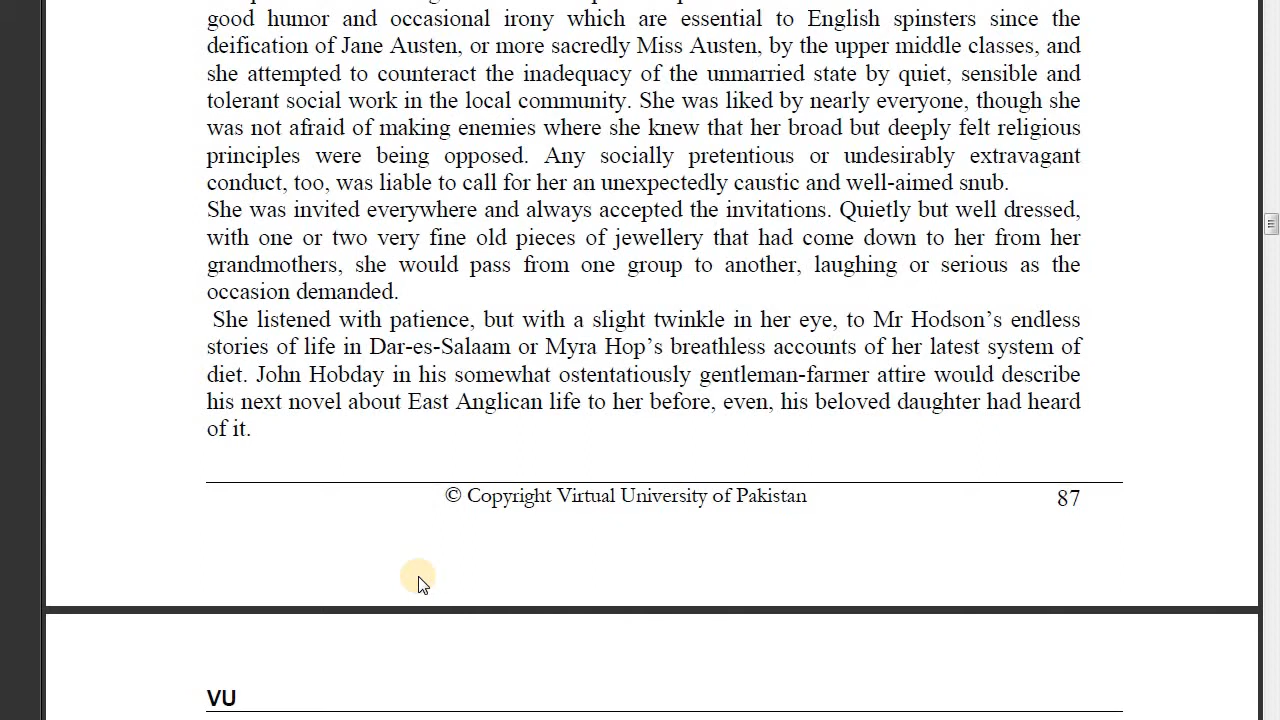 good humor and occasional irony which are essential to English spinsters since the
deification of Jane Austen, or more sacredly Miss Austen, by the upper middle classes, and
she attempted to counteract the inadequacy of the unmarried state by quiet, sensible and
tolerant social work in the local community. She was liked by nearly everyone, though she
was not afraid of making enemies where she knew that her broad but deeply felt religious
principles were being opposed. Any socially pretentious or undesirably extravagant
conduct, too, was liable to call for her an unexpectedly caustic and well-aimed snub.
She was invited everywhere and always accepted the invitations. Quietly but well dressed,
with one or two very fine old pieces of jewellery that had come down to her from her
grandmothers, she would pass from one group to another, laughing or serious as the
occasion demanded.
She listened with patience, but with a slight twinkle in her eye, to Mr Hodson’s endless
stories of life in Dar-es-Salaam or Myra Hop’s breathless accounts of her latest system of
diet. John Hobday in his somewhat ostentatiously gentleman-farmer attire would describe
his next novel about East Anglican life to her before, even, his beloved daughter had heard
of it.
© Copyright Virtual University of Pakistan 87
VU